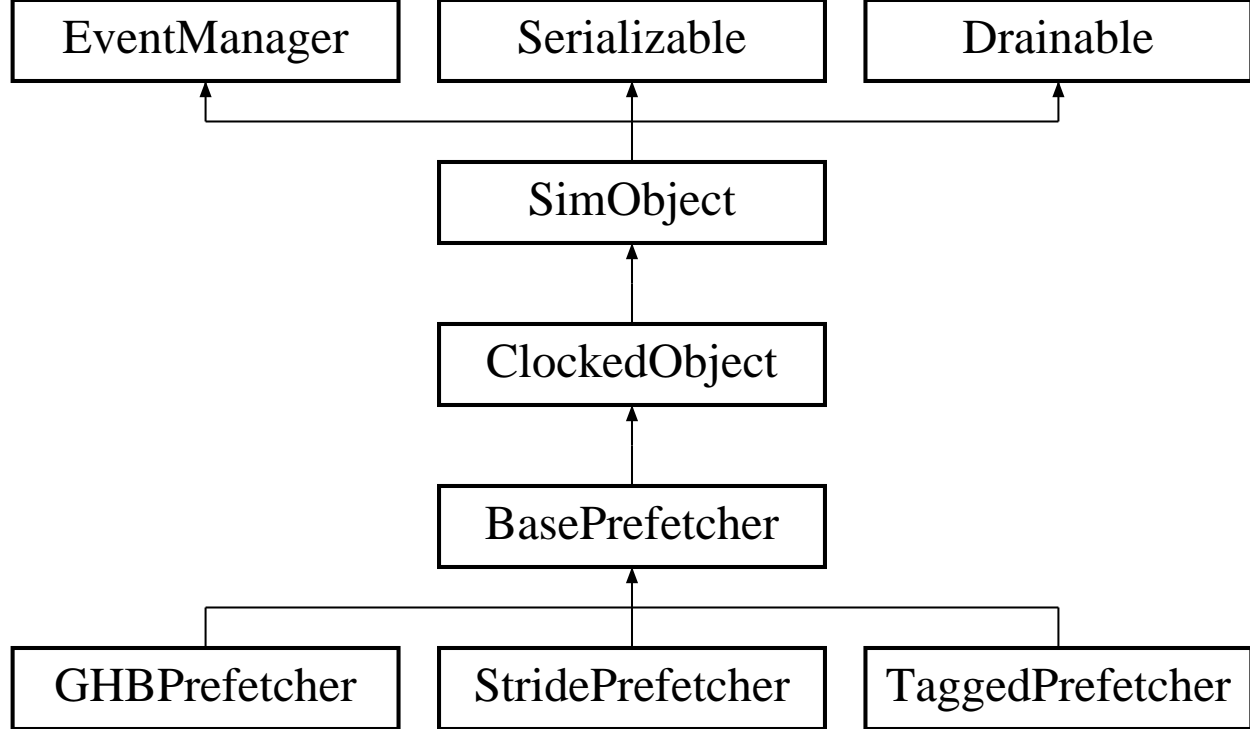 EventManager
Serializable
Drainable
SimObject
ClockedObject
BasePrefetcher
GHBPrefetcher
StridePrefetcher
TaggedPrefetcher